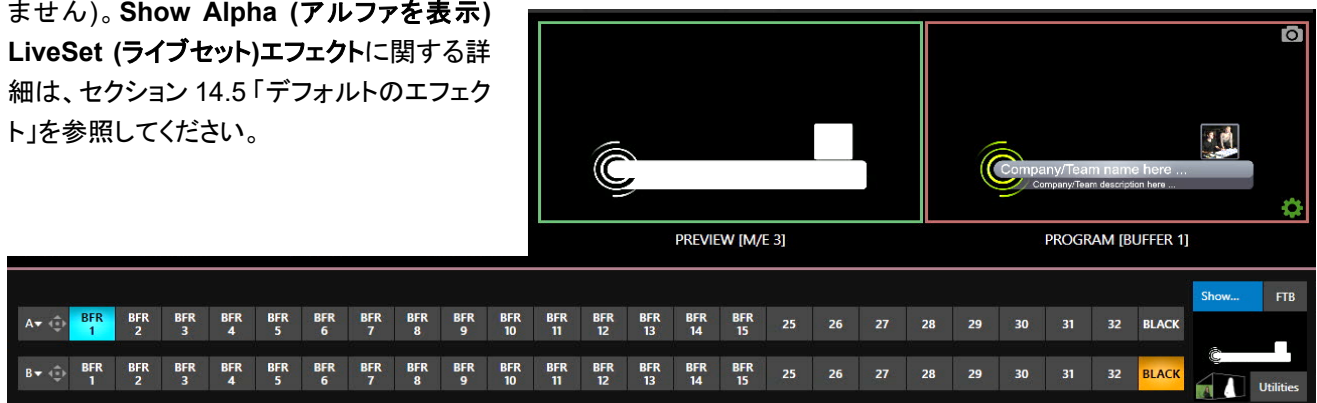 ません)。Show Alpha (アルファを表示)
LiveSet (ライブセット)エフェクトに関する詳
細は、セクション 14.5「デフォルトのエフェク
ト」を参照してください。
Company/Team name here ...
Company/Team description here ...
PREVIEW [M/E 3]
PROGRAM [BUFFER 1]
Show...
FTB
A BFR 1 BFR 2 BFR 3 BFR 4 BFR 5 BFR 6 BFR 7 BFR 8 BFR 9 BFR 10 BFR 11 BFR 12 BFR 13 BFR 14 BFR 15 25 26 27 28 29 30 31 32 BLACK
B BFR 1 BFR 2 BFR 3 BFR 4 BFR 5 BFR 6 BFR 7 BFR 8 BFR 9 BFR 10 BFR 11 BFR 12 BFR 13 BFR 14 BFR 15 25 26 27 28 29 30 31 32 BLACK
Utilities